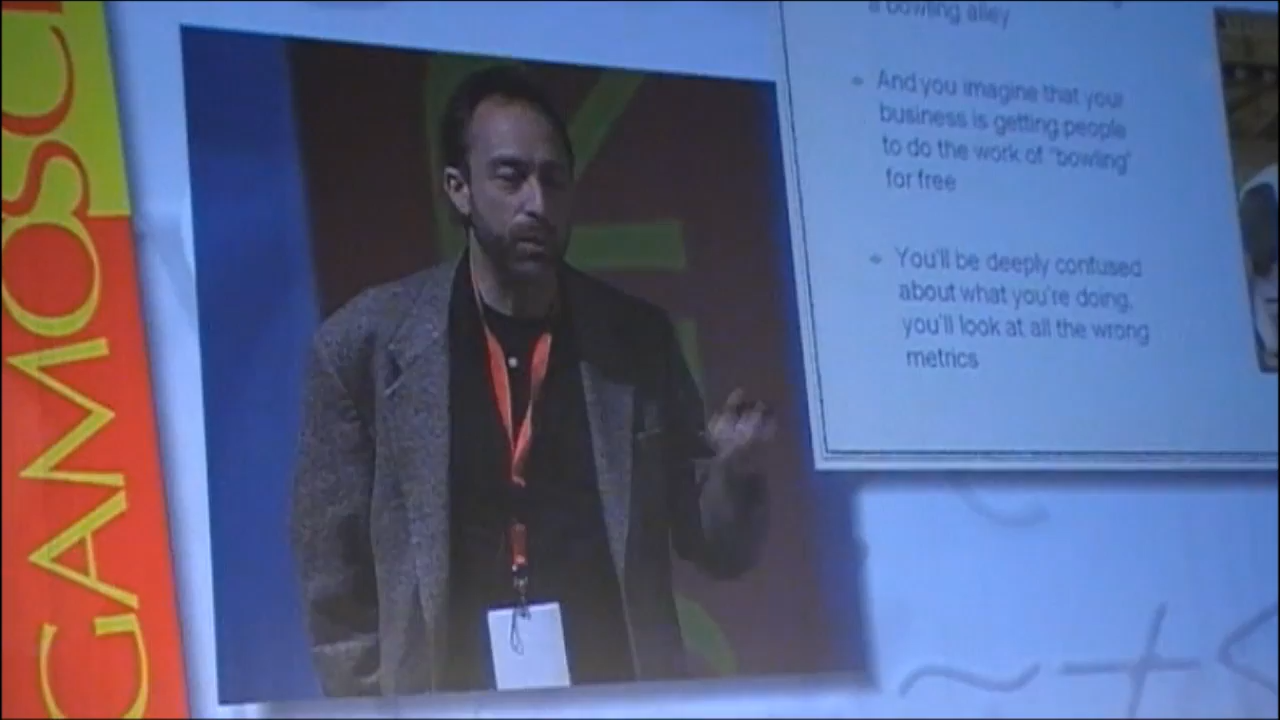 GAMOSCI
a bowling alley
And you imagine that your
business is getting people
to do the work of "bowling"
for free
You'll be deeply confused
about what you're doing,
you'll look at all the wrong
metrics